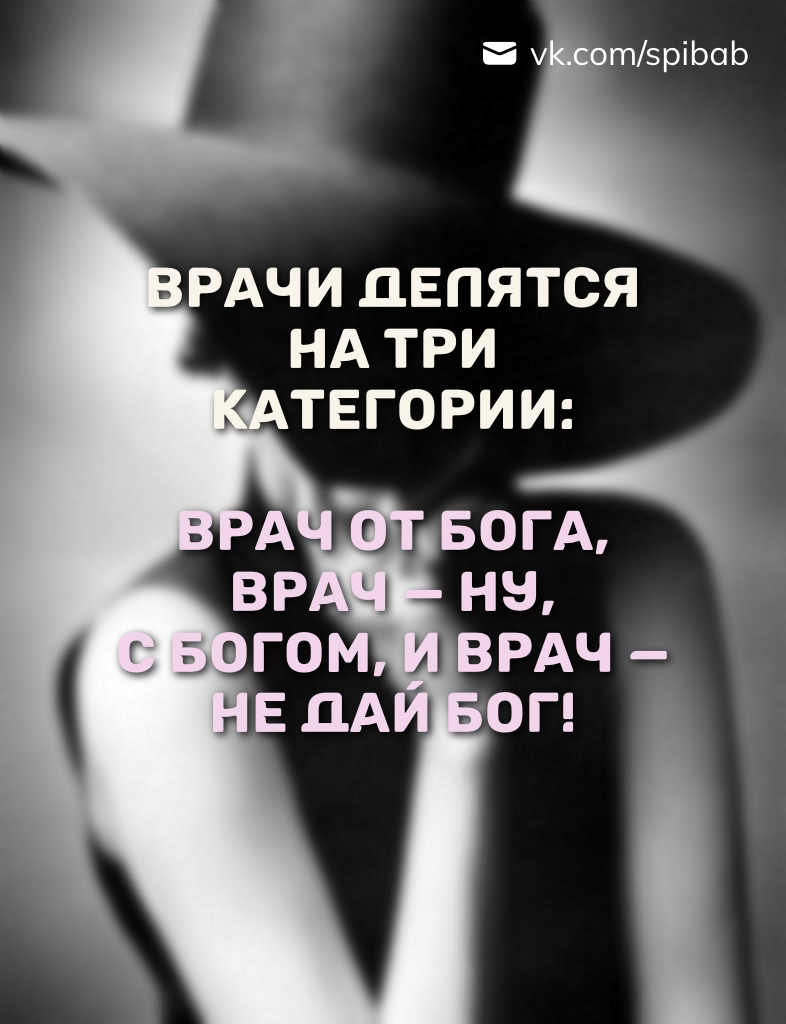 vk.com/spibab
ВРАЧИ ДЕЛЯТСЯ
НА ТРИ
КАТЕГОРИИ:
ВРАЧ ОТ БОГА,
ВРАЧ — НУ,
С БОГОМ, И ВРАЧ —
НЕ ДАЙ БОГ!